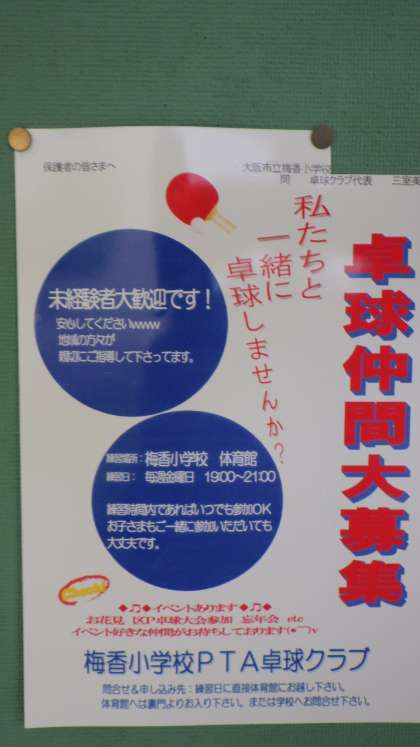 保護者の皆さまへ
大阪市立梅香小学校
卓球クラブ代表 三室美
卓球仲間大募集
私たちと
一緒に
卓球しませんか?
未経験者大歓迎です！
安心してくださいwww
地域の方々が
親切にご指導して下さってます。
練習場所: 梅香小学校 体育館
練習日: 毎週金曜日 19:00～21:00
練習時間内であればいつでも参加OK
お子さまもご一緒に参加いただいても
大丈夫です。
Check!
◆♫◆イベントあります◆♫◆
お花見 区P卓球大会参加 忘年会 etc
イベント好きな仲間がお待ちしております(*⌒⌒)v
梅香小学校PTA卓球クラブ
問合せ&申し込み先：練習日に直接体育館にお越し下さい。
体育館へは裏門よりお入り下さい。または学校へお問合せ下さい。